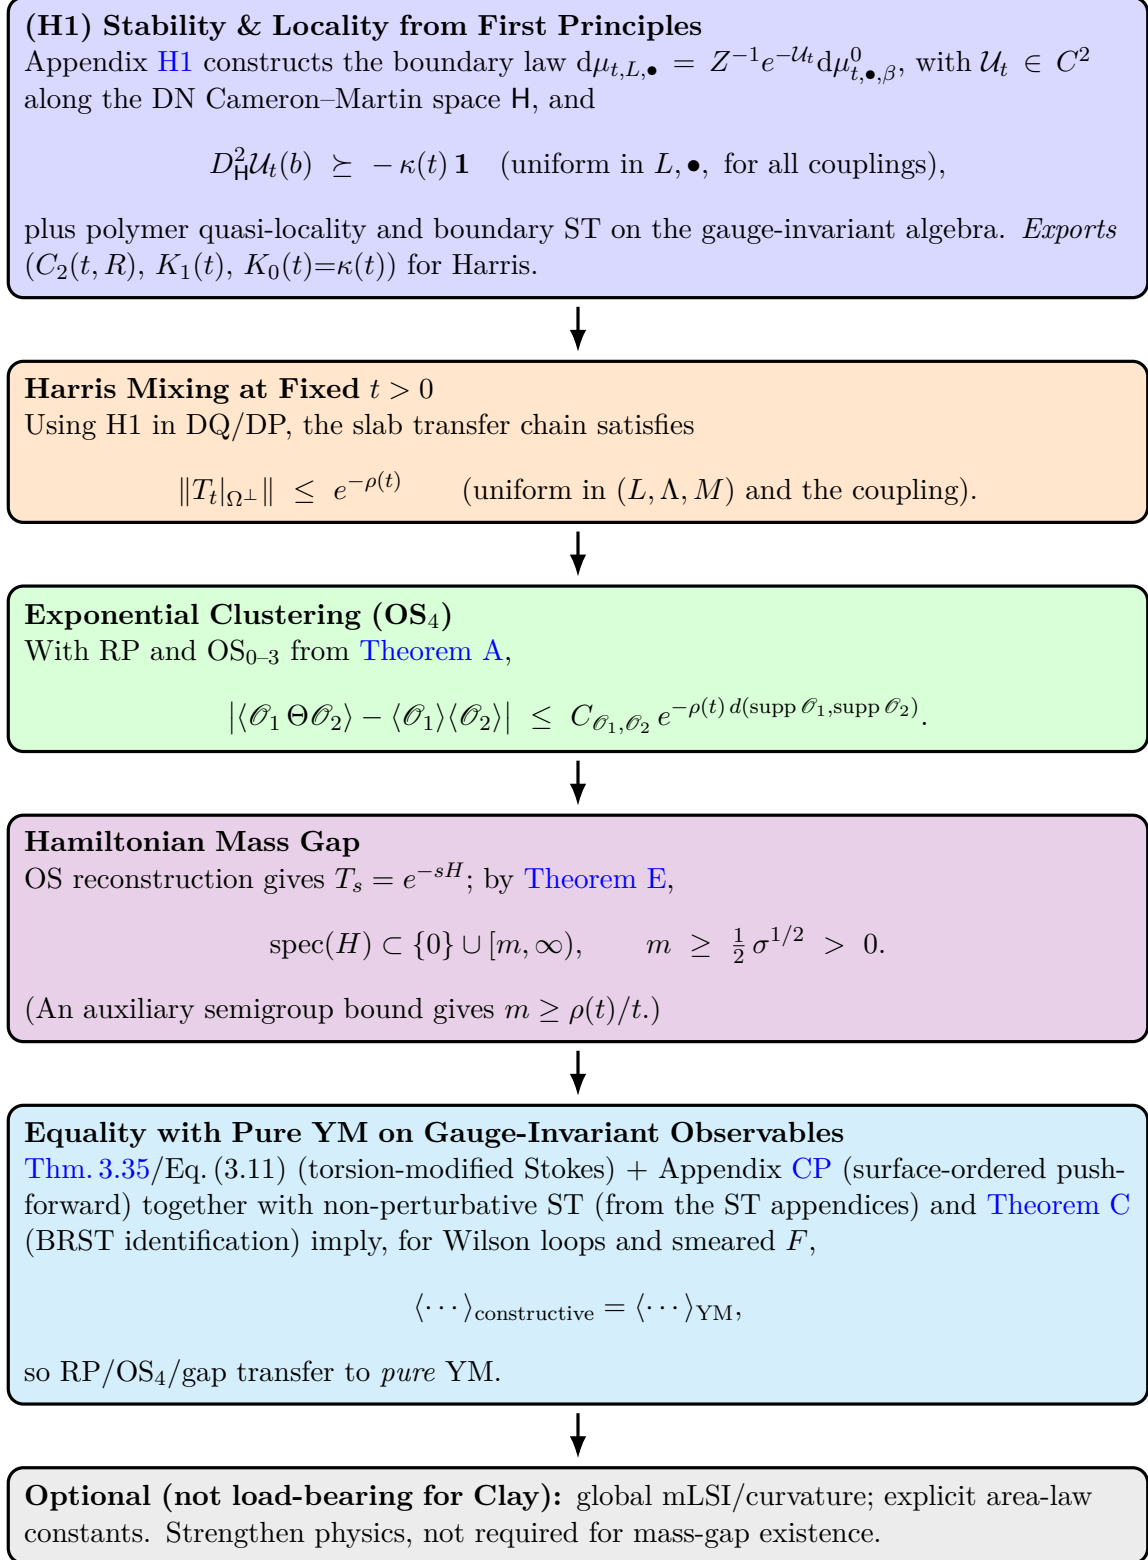 (H1) Stability & Locality from First Principles
Appendix H1 constructs the boundary law dμ_{t,L,•} = Z^{-1}e^{-𝒰_t}dμ^0_{t,•,β}, with 𝒰_t ∈ C^2
along the DN Cameron–Martin space H, and
D^2_H 𝒰_t(b) ⪰ − κ(t) 1 (uniform in L, •, for all couplings),
plus polymer quasi-locality and boundary ST on the gauge-invariant algebra. Exports
(C_2(t, R), K_1(t), K_0(t)=κ(t)) for Harris.
Harris Mixing at Fixed t > 0
Using H1 in DQ/DP, the slab transfer chain satisfies
‖T_t|_{Ω^⊥}‖ ≤ e^{-ρ(t)} (uniform in (L, Λ, M) and the coupling).
Exponential Clustering (OS_4)
With RP and OS_{0–3} from Theorem A,
|⟨𝒪_1 Θ𝒪_2⟩ − ⟨𝒪_1⟩⟨𝒪_2⟩| ≤ C_{𝒪_1,𝒪_2} e^{-ρ(t) d(supp 𝒪_1, supp 𝒪_2)}.
Hamiltonian Mass Gap
OS reconstruction gives T_s = e^{-sH}; by Theorem E,
spec(H) ⊂ {0} ∪ [m, ∞), m ≥ ½ σ^{1/2} > 0.
(An auxiliary semigroup bound gives m ≥ ρ(t)/t.)
Equality with Pure YM on Gauge-Invariant Observables
Thm. 3.35/Eq. (3.11) (torsion-modified Stokes) + Appendix CP (surface-ordered push-
forward) together with non-perturbative ST (from the ST appendices) and Theorem C
(BRST identification) imply, for Wilson loops and smeared F,
⟨· · ·⟩_{constructive} = ⟨· · ·⟩_{YM},
so RP/OS_4/gap transfer to pure YM.
Optional (not load-bearing for Clay): global mLSI/curvature; explicit area-law
constants. Strengthen physics, not required for mass-gap existence.